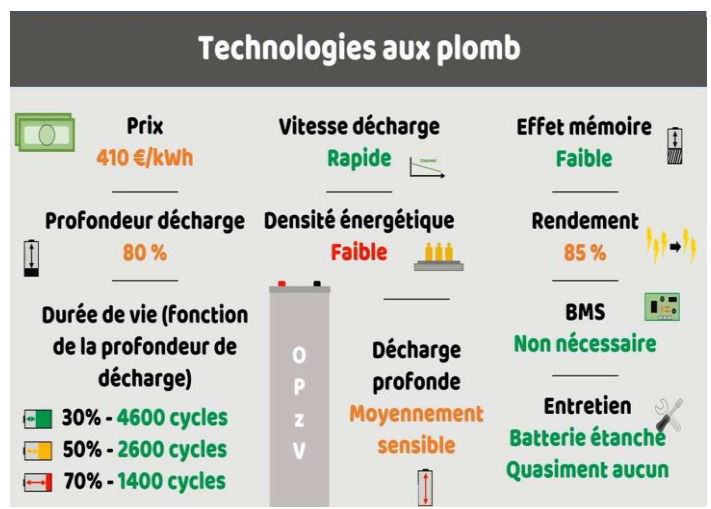 Technologies aux plomb
Prix
410 €/kWh
Vitesse décharge
Rapide
Effet mémoire
Faible
Profondeur décharge
80 %
Densité énergétique
Faible
Rendement
85 %
Durée de vie (fonction
de la profondeur de
décharge)
30% - 4600 cycles
50% - 2600 cycles
70% - 1400 cycles
O
P
z
V
Décharge
profonde
Moyennement
sensible
BMS
Non nécessaire
Entretien
Batterie étanche
Quasiment aucun